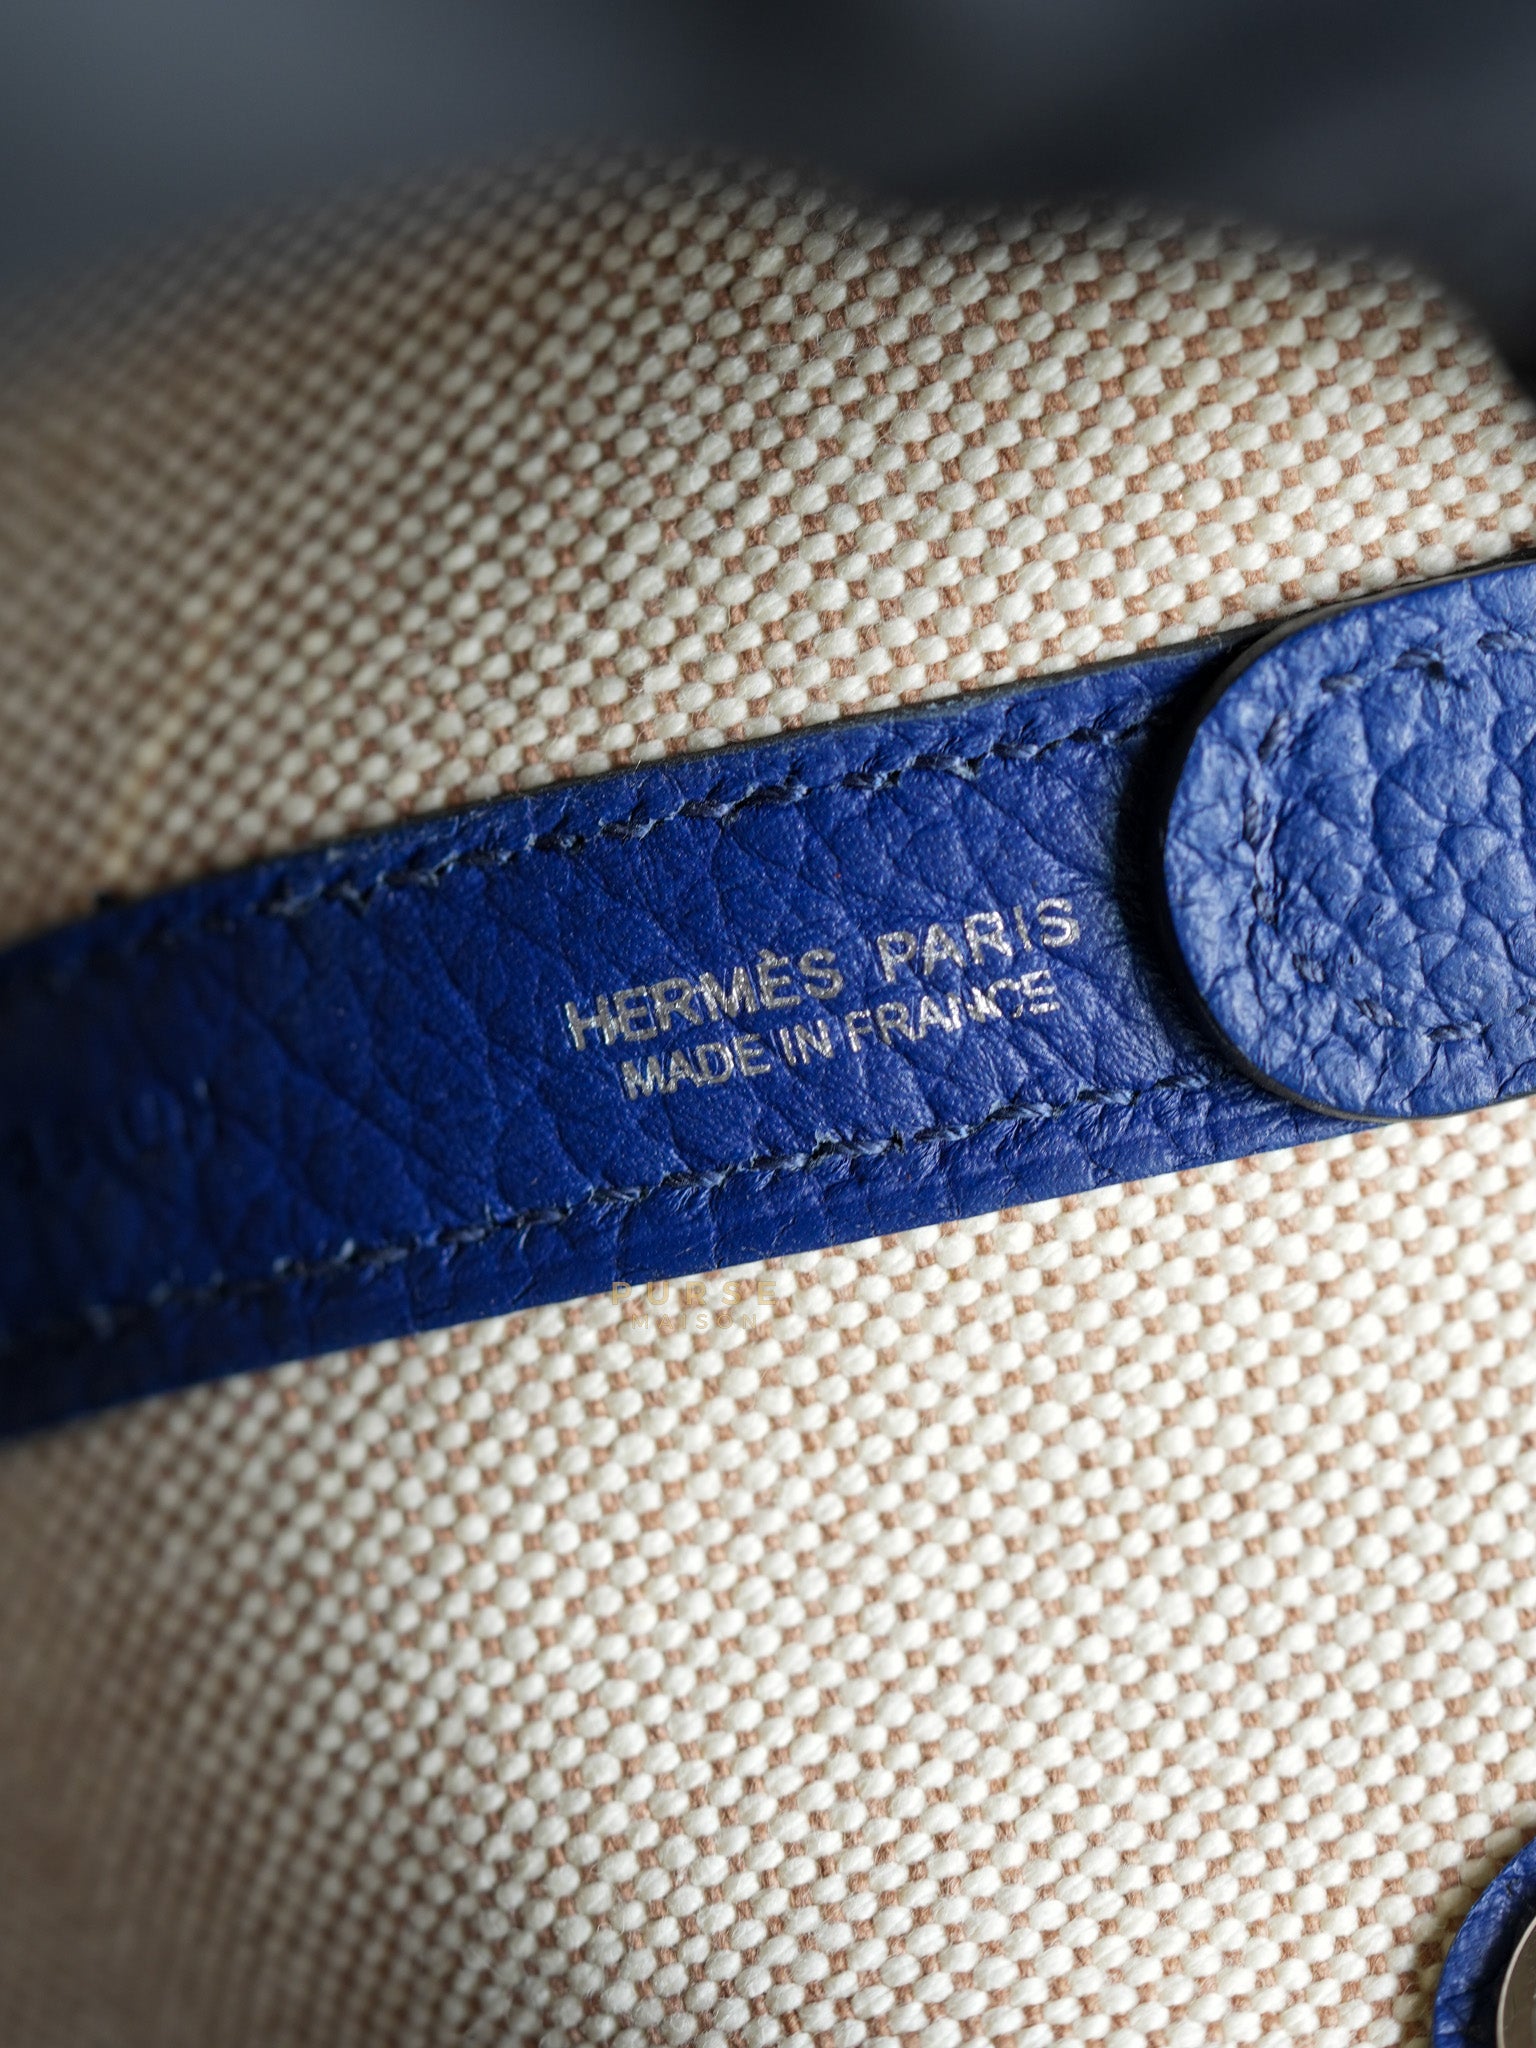 HERMÈS PARIS
MADE IN FRANCE
PURSE
MAISON